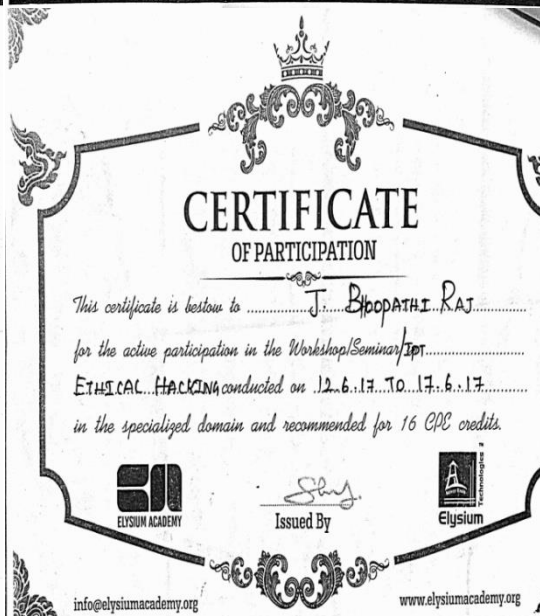 CERTIFICATE
OF PARTICIPATION
This certificate is bestow to .......... J. BHOOPATHI RAJ ..........
for the active participation in the Workshop/Seminar/IPT ..........
ETHICAL HACKING conducted on 12.6.17 TO 17.6.17 ..........
in the specialized domain and recommended for 16 CPE credits.
ELYSIUM ACADEMY
Issued By
Elysium
Technologies
info@elysiumacademy.org
www.elysiumacademy.org